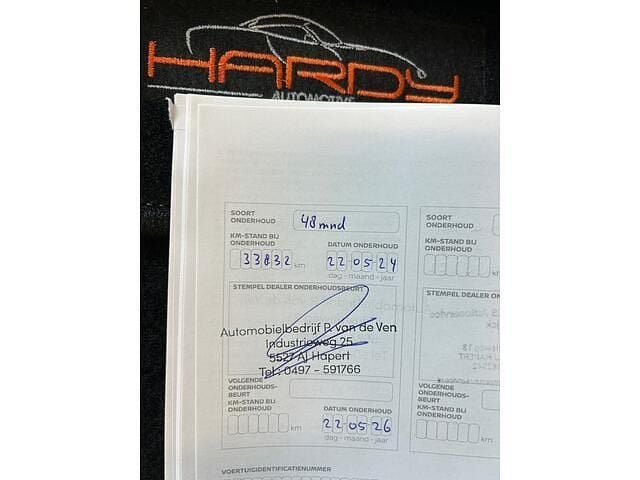 HARDY
AUTOMOTIVE
SOORT
ONDERHOUD
48mnd
KM-STAND BIJ
ONDERHOUD
33832 km
DATUM ONDERHOUD
22 05 24
dag - maand - jaar
STEMPEL DEALER ONDERHOUDSBEURT
Automobielbedrijf P. van de Ven
Industrieweg 25
5527 AJ Hapert
Tel.: 0497 - 591766
VOLGENDE
ONDERHOUDS-
BEURT
KM-STAND BIJ
ONDERHOUD
km
DATUM ONDERHOUD
22 05 26
dag - maand - jaar
VOERTUIGIDENTIFICATIENUMMER
SOORT
ONDERHOUD
KM-STAND BIJ
ONDERHOUD
km
STEMPEL DEALER ON
VOLGENDE
ONDERHOUDS-
BEURT
KM-STAND BIJ
ONDERHOUD
km